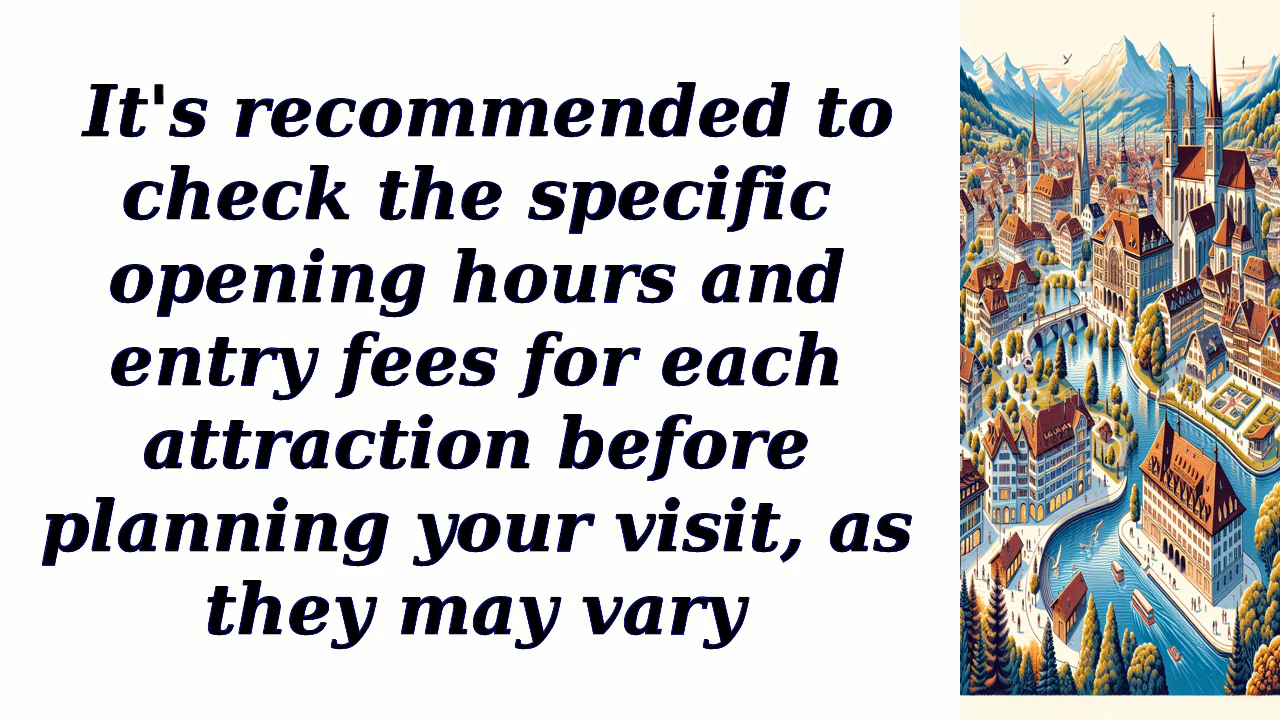 It's recommended to
check the specific
opening hours and
entry fees for each
attraction before
planning your visit, as
they may vary